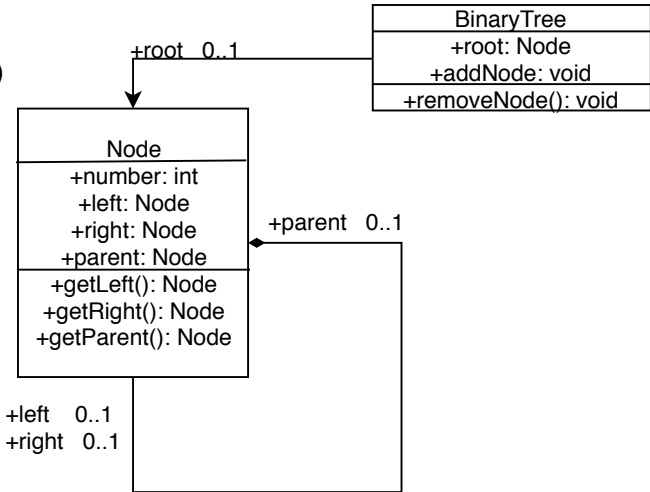 BinaryTree
+root: Node
+addNode: void
+removeNode(): void
+root 0..1
)
Node
+number: int
+left: Node
+right: Node
+parent: Node
+getLeft(): Node
+getRight(): Node
+getParent(): Node
+parent 0..1
+left 0..1
+right 0..1